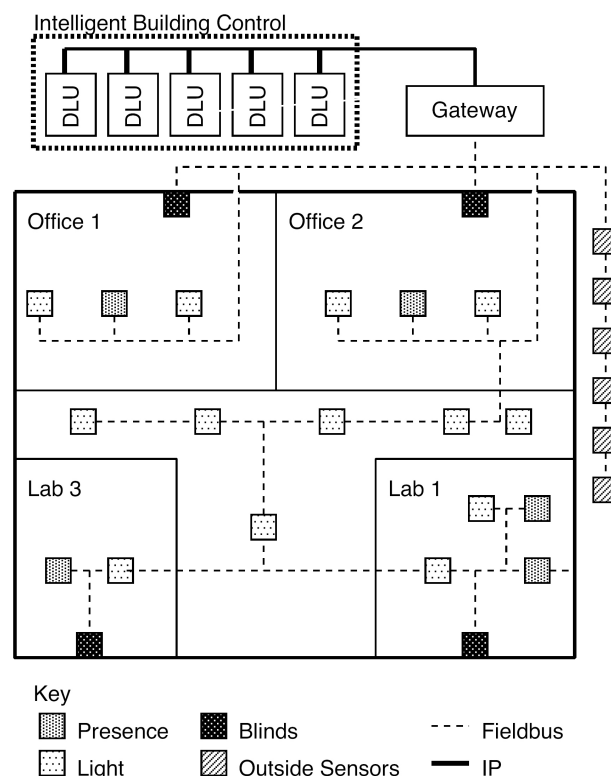 Intelligent Building Control
DLU DLU DLU DLU DLU
Gateway
Office 1
Office 2
Lab 3
Lab 1
Key
Presence Blinds Fieldbus
Light Outside Sensors IP